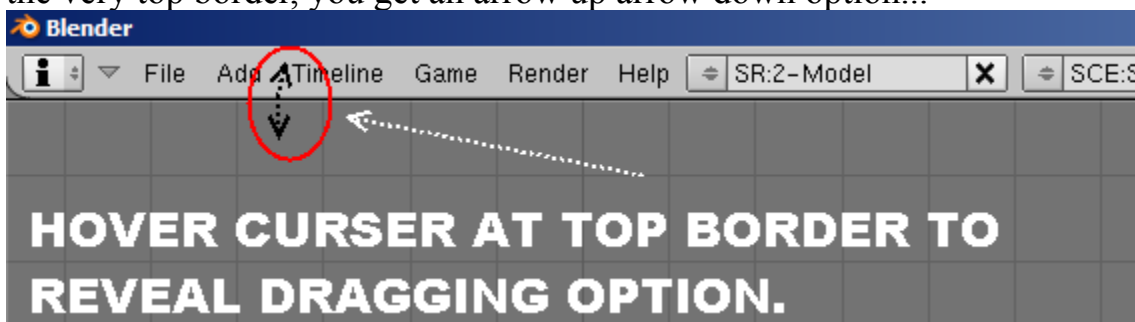 the very top border, you get an arrow up arrow down option...
Blender
i File Add Timeline Game Render Help SR:2-Model X SCE:S
HOVER CURSER AT TOP BORDER TO
REVEAL DRAGGING OPTION.